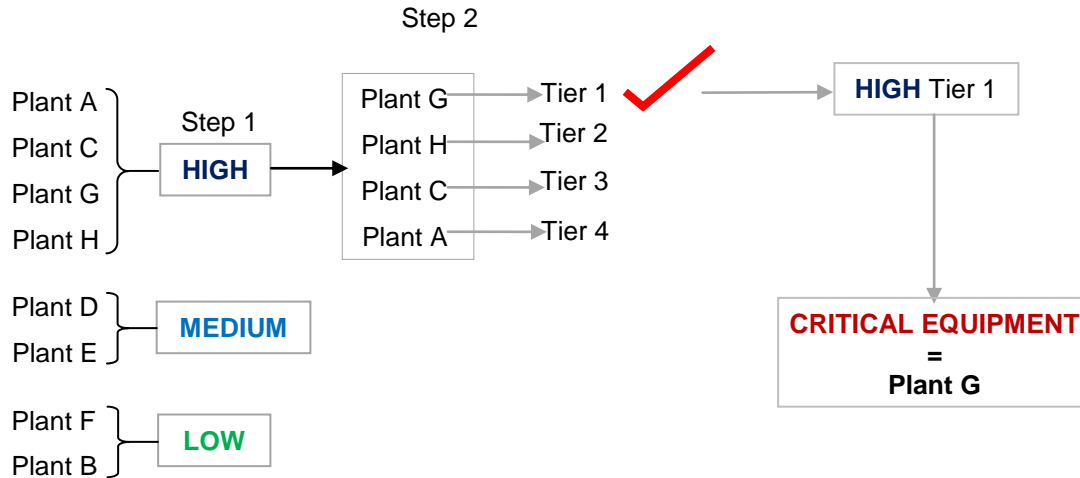 Step 2
Plant A
Plant C
Plant G
Plant H
Step 1
HIGH
Plant G
Plant H
Plant C
Plant A
Tier 1
Tier 2
Tier 3
Tier 4
HIGH Tier 1
Plant D
Plant E
MEDIUM
CRITICAL EQUIPMENT
=
Plant G
Plant F
Plant B
LOW